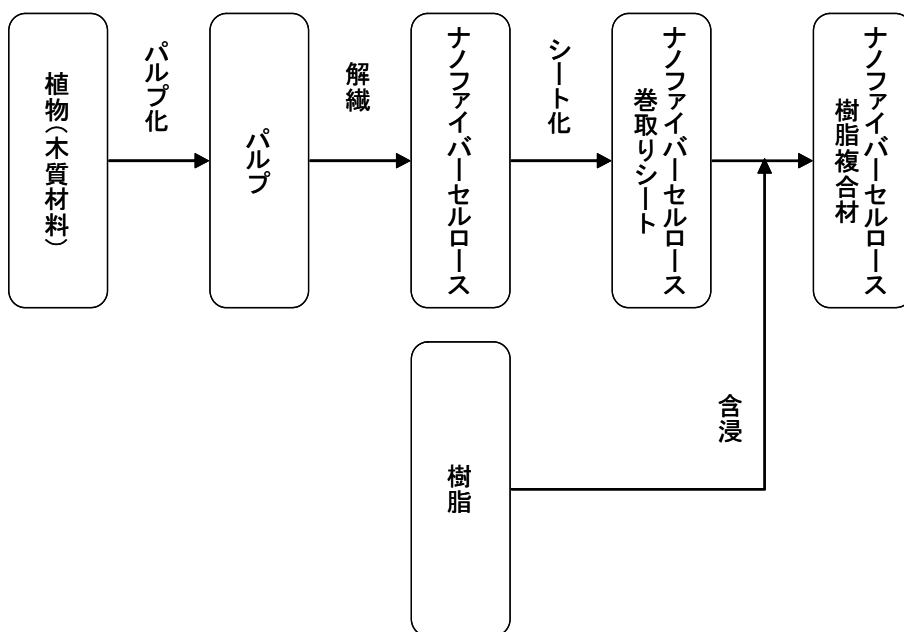 植物(木質材料)
パルプ化
パルプ
解繊
ナノファイバーセルロース
シート化
ナノファイバーセルロース
巻取りシート
ナノファイバーセルロース
樹脂複合材
樹脂
含浸